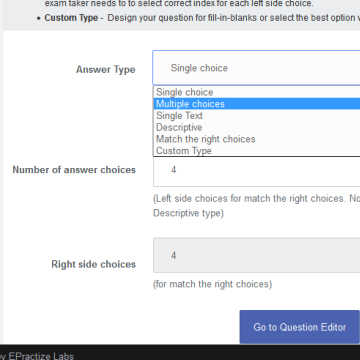 exam taker needs to to select correct index for each left side choice.
• Custom Type - Design your question for fill-in-blanks or select the best option
Answer Type
Single choice
Single choice
Multiple choices
Single Text
Descriptive
Match the right choices
Custom Type
Number of answer choices
4
(Left side choices for match the right choices.
Descriptive type)
Right side choices
4
(for match the right choices)
Go to Question Editor
EPractize Labs